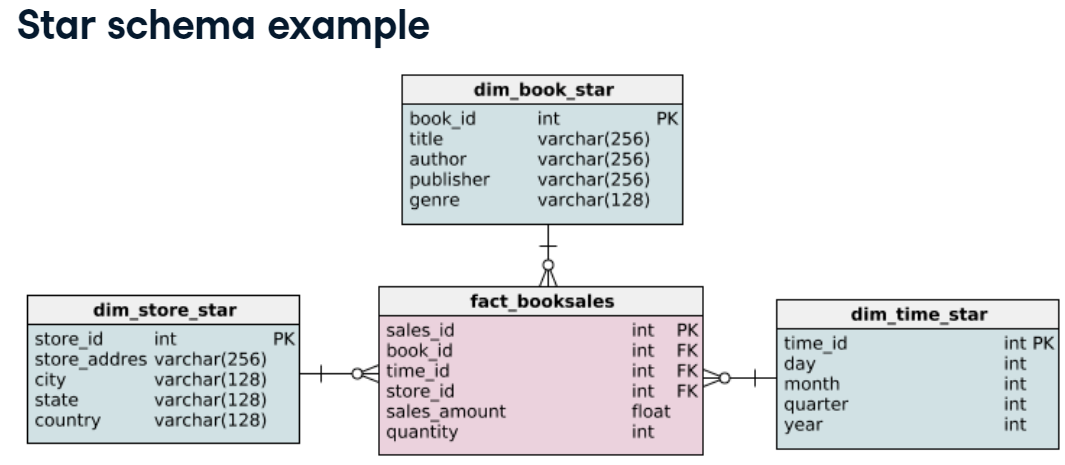 Star schema example
dim_book_star
book_id int PK
title varchar(256)
author varchar(256)
publisher varchar(256)
genre varchar(128)
dim_store_star
store_id int PK
store_addres varchar(256)
city varchar(128)
state varchar(128)
country varchar(128)
fact_booksales
sales_id int PK
book_id int FK
time_id int FK
store_id int FK
sales_amount float
quantity int
dim_time_star
time_id int PK
day int
month int
quarter int
year int